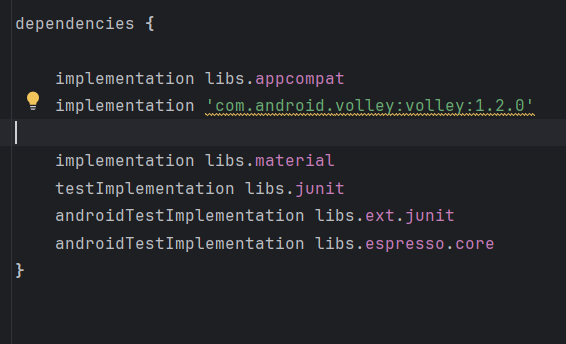 dependencies {
implementation libs.appcompat
implementation 'com.android.volley:volley:1.2.0'
implementation libs.material
testImplementation libs.junit
androidTestImplementation libs.ext.junit
androidTestImplementation libs.espresso.core
}